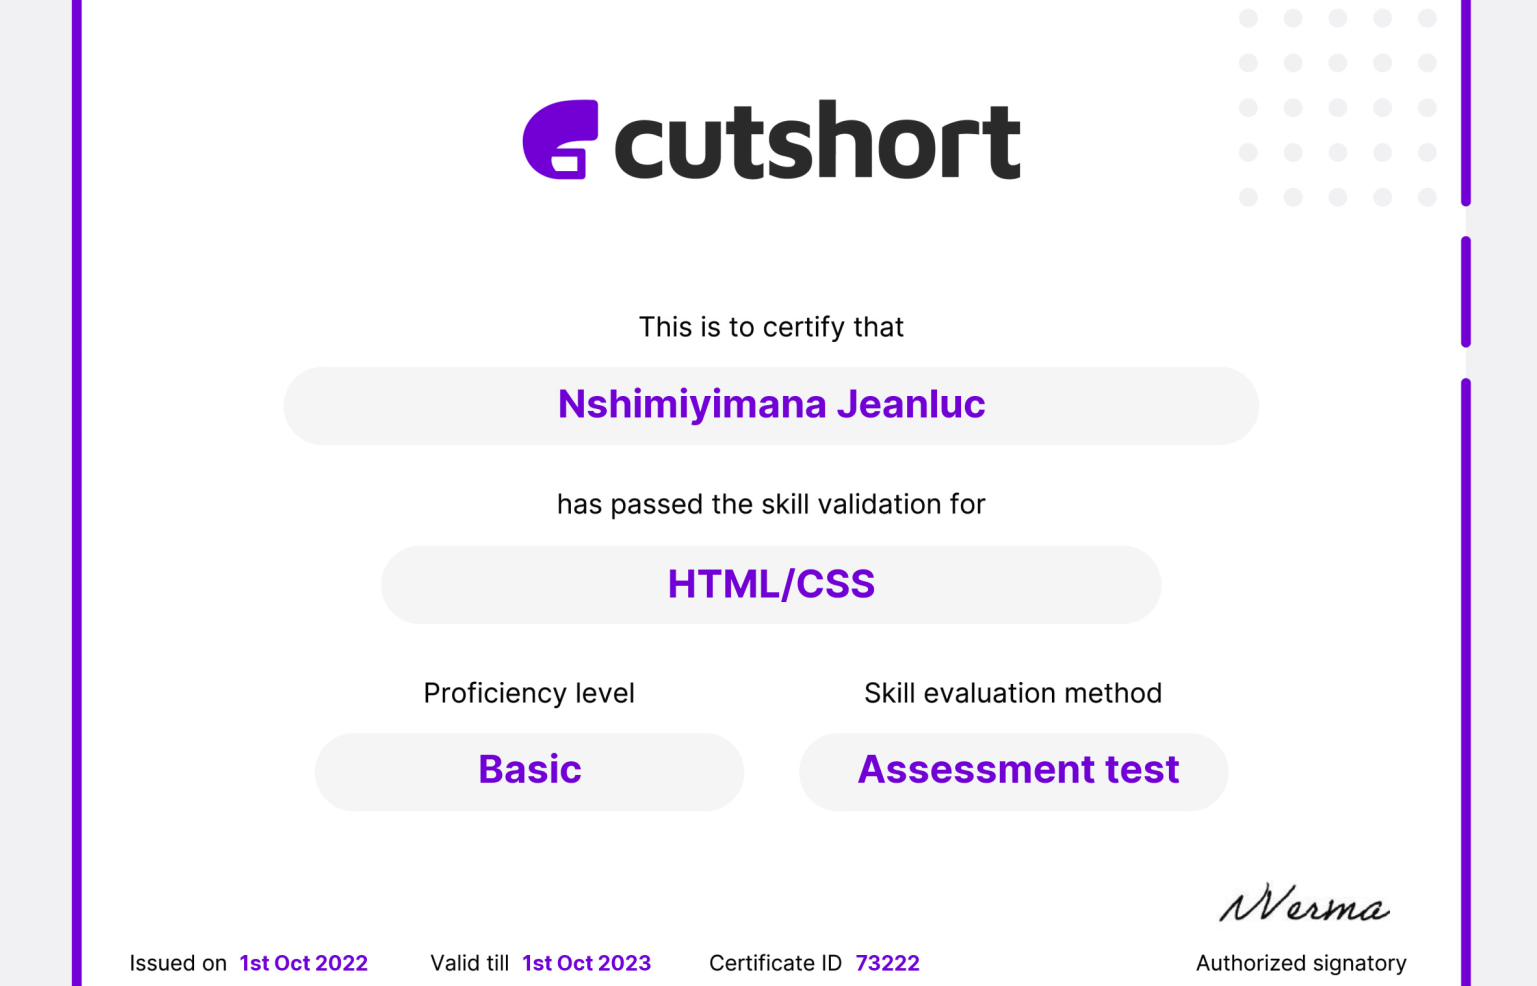 cutshort
This is to certify that
Nshimiyimana Jeanluc
has passed the skill validation for
HTML/CSS
Proficiency level Skill evaluation method
Basic Assessment test
Verma
Issued on 1st Oct 2022 Valid till 1st Oct 2023 Certificate ID 73222 Authorized signatory